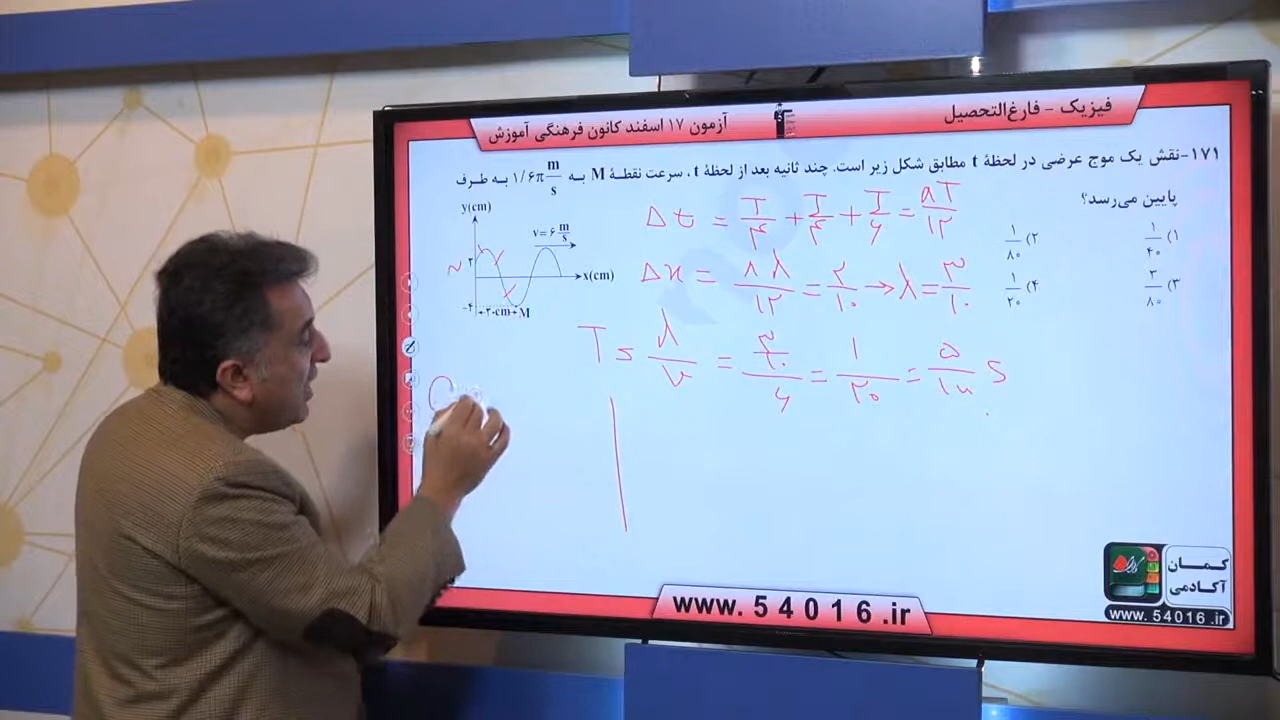 فیزیک - فارغ‌التحصیل
آزمون ۱۷ اسفند کانون فرهنگی آموزش
۱۷۱- نقش یک موج عرضی در لحظهٔ t مطابق شکل زیر است. چند ثانیه بعد از لحظهٔ t ، سرعت نقطهٔ M به ۱/۶π m/s به طرف
پایین می‌رسد؟
۱) ۱/۴۰
۲) ۱/۸۰
۳) ۳/۸۰
۴) ۱/۲۰
y(cm)
v=۶ m/s
۲
x(cm)
-۴
۲۰cm
M
Δt = T/۴ + T/۴ + T/۶ = ۸T/۱۲
Δx = ۸λ/۱۲ = ۲/۱۰ → λ = ۳/۱۰
T = λ/v = ۳/۱۰/۶ = ۱/۲۰ =
کمان
آکادمی
www. 54016 .ir
www. 5 4 0 1 6 .ir